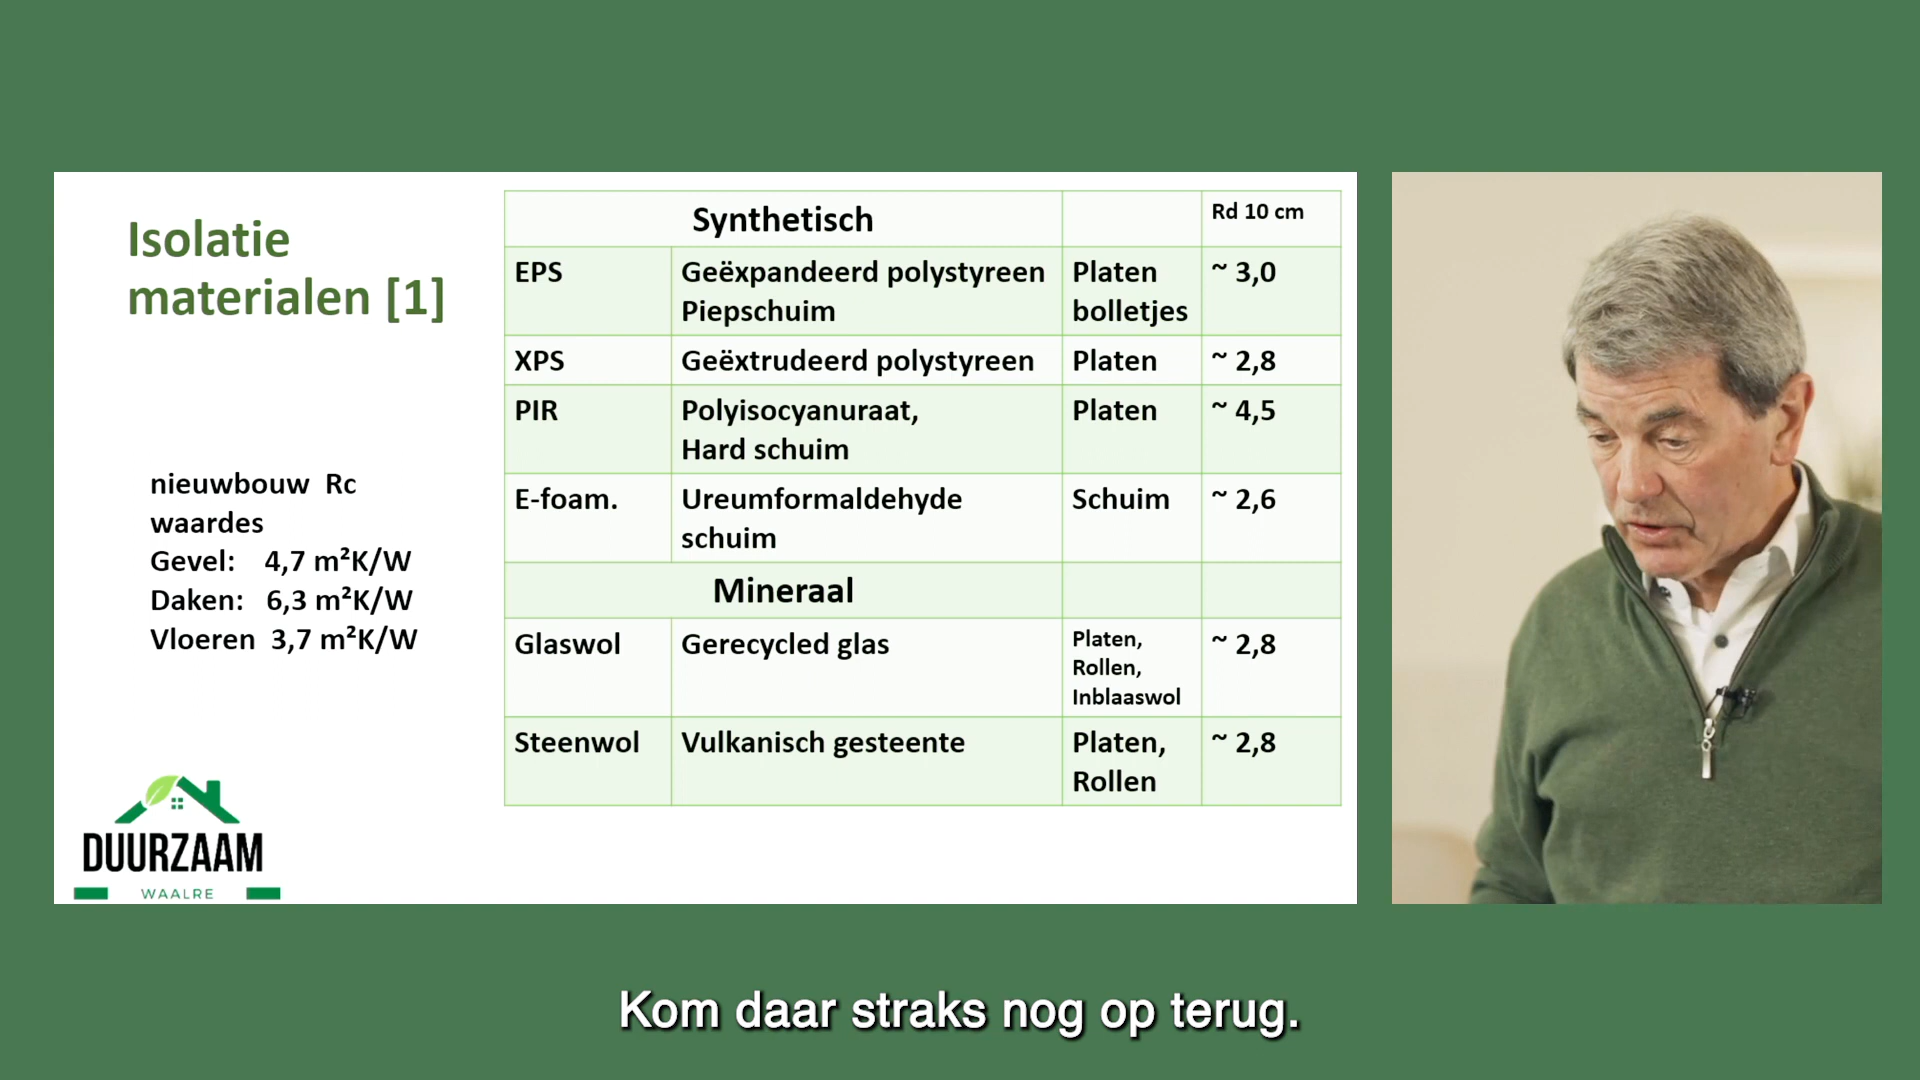 Isolatie
materialen [1]
nieuwbouw Rc
waardes
Gevel: 4,7 m²K/W
Daken: 6,3 m²K/W
Vloeren 3,7 m²K/W
DUURZAAM
WAALRE
Synthetisch
Rd 10 cm
EPS
Geëxpandeerd polystyreen
Piepschuim
Platen
bolletjes
~ 3,0
XPS
Geëxtrudeerd polystyreen
Platen
~ 2,8
PIR
Polyisocyanuraat,
Hard schuim
Platen
~ 4,5
E-foam.
Ureumformaldehyde
schuim
Schuim
~ 2,6
Mineraal
Glaswol
Gerecycled glas
Platen,
Rollen,
Inblaaswol
~ 2,8
Steenwol
Vulkanisch gesteente
Platen,
Rollen
~ 2,8
Kom daar straks nog op terug.